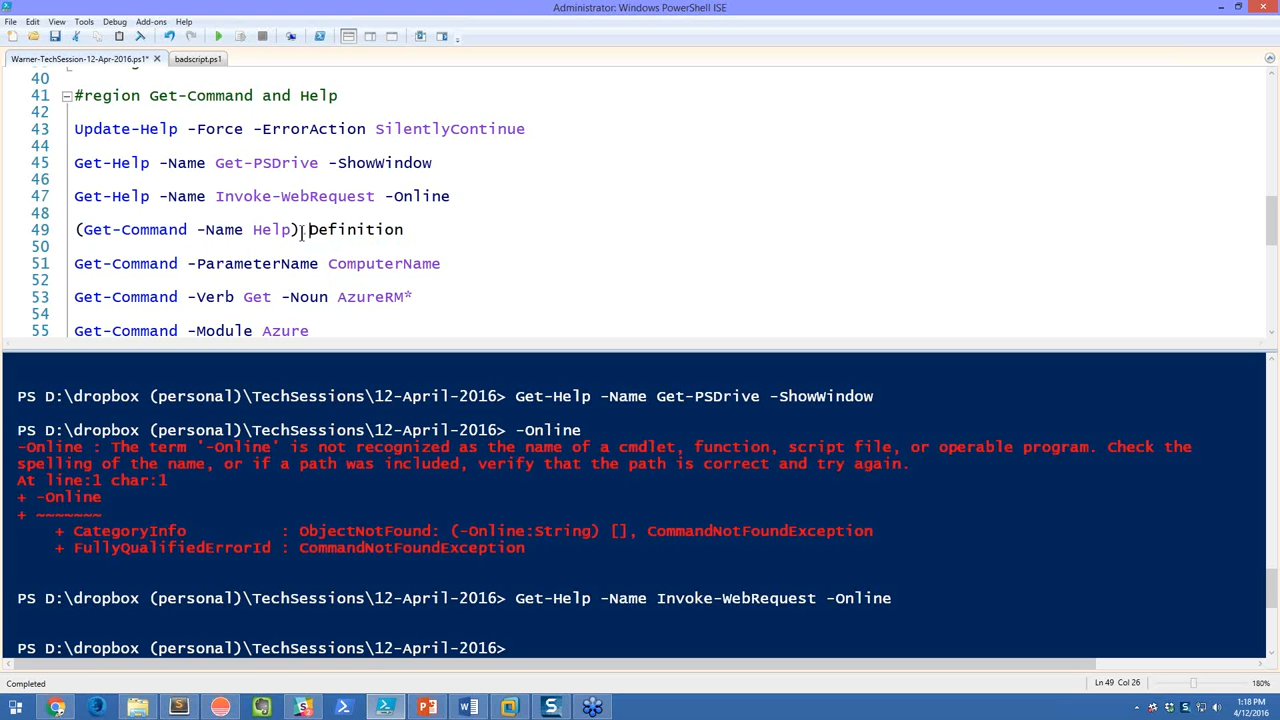 Administrator: Windows PowerShell ISE
File Edit View Tools Debug Add-ons Help
Warner-TechSession-12-Apr-2016.ps1* badscript.ps1
40
41 #region Get-Command and Help
42
43 Update-Help -Force -ErrorAction SilentlyContinue
44
45 Get-Help -Name Get-PSDrive -ShowWindow
46
47 Get-Help -Name Invoke-WebRequest -Online
48
49 (Get-Command -Name Help).Definition
50
51 Get-Command -ParameterName ComputerName
52
53 Get-Command -Verb Get -Noun AzureRM*
54
55 Get-Command -Module Azure
PS D:\dropbox (personal)\TechSessions\12-April-2016> Get-Help -Name Get-PSDrive -ShowWindow
PS D:\dropbox (personal)\TechSessions\12-April-2016> -Online
-Online : The term '-Online' is not recognized as the name of a cmdlet, function, script file, or operable program. Check the
spelling of the name, or if a path was included, verify that the path is correct and try again.
At line:1 char:1
+ -Online
+ ~~~~~~~
+ CategoryInfo : ObjectNotFound: (-Online:String) [], CommandNotFoundException
+ FullyQualifiedErrorId : CommandNotFoundException
PS D:\dropbox (personal)\TechSessions\12-April-2016> Get-Help -Name Invoke-WebRequest -Online
PS D:\dropbox (personal)\TechSessions\12-April-2016>
Completed Ln 49 Col 26 180%
1:18 PM
4/12/2016